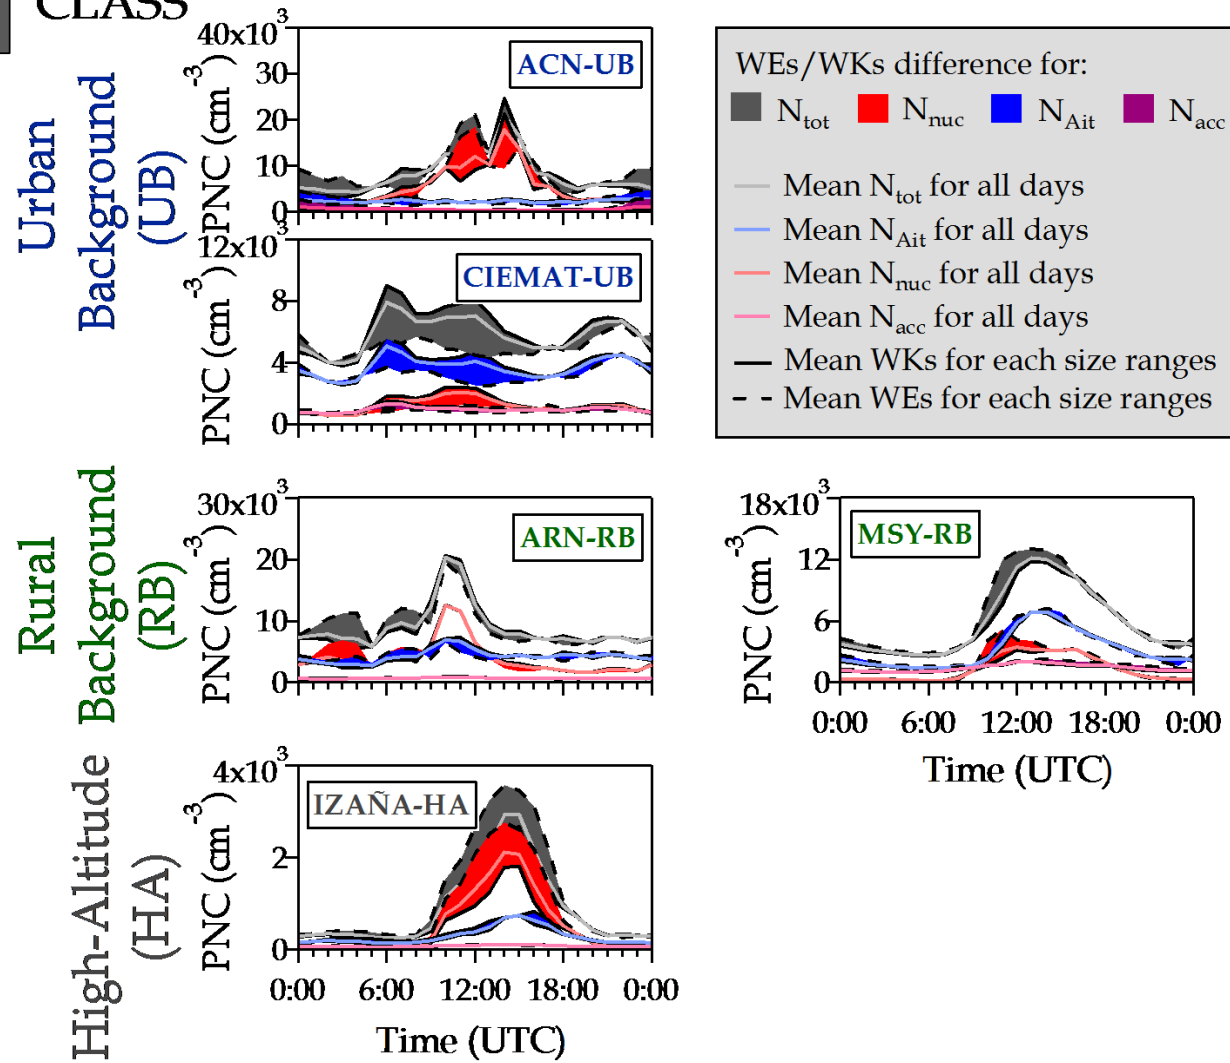 CLASS
Urban
Background
(UB)
40x10³
30
20
10
0
PNC (cm⁻³)
ACN-UB
12x10³
8
4
0
PNC (cm⁻³)
CIEMAT-UB
WEs/WKs difference for:
N_tot N_nuc N_Ait N_acc
Mean N_tot for all days
Mean N_Ait for all days
Mean N_nuc for all days
Mean N_acc for all days
Mean WKs for each size ranges
Mean WEs for each size ranges
Rural
Background
(RB)
30x10³
20
10
0
PNC (cm⁻³)
ARN-RB
18x10³
12
6
0
PNC (cm⁻³)
MSY-RB
0:00 6:00 12:00 18:00 0:00
Time (UTC)
High-Altitude
(HA)
4x10³
2
0
PNC (cm⁻³)
IZAÑA-HA
0:00 6:00 12:00 18:00 0:00
Time (UTC)